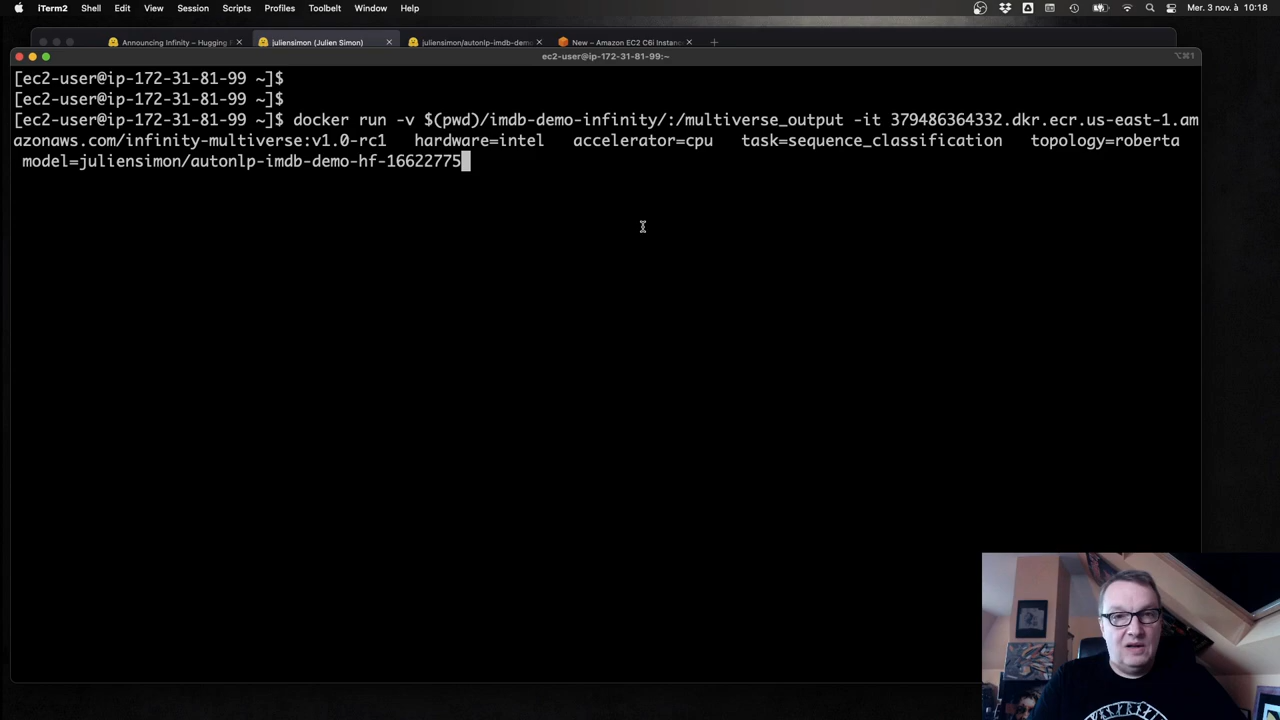 iTerm2 Shell Edit View Session Scripts Profiles Toolbelt Window Help Mer. 3 nov. à 10:18
Announcing Infinity – Hugging F juliensimon (Julien Simon) juliensimon/autonlp-imdb-demo New – Amazon EC2 C6i Instanc
ec2-user@ip-172-31-81-99:~ ⌥⌘1
[ec2-user@ip-172-31-81-99 ~]$
[ec2-user@ip-172-31-81-99 ~]$
[ec2-user@ip-172-31-81-99 ~]$ docker run -v $(pwd)/imdb-demo-infinity/:/multiverse_output -it 379486364332.dkr.ecr.us-east-1.am
azonaws.com/infinity-multiverse:v1.0-rc1 hardware=intel accelerator=cpu task=sequence_classification topology=roberta
model=juliensimon/autonlp-imdb-demo-hf-16622775